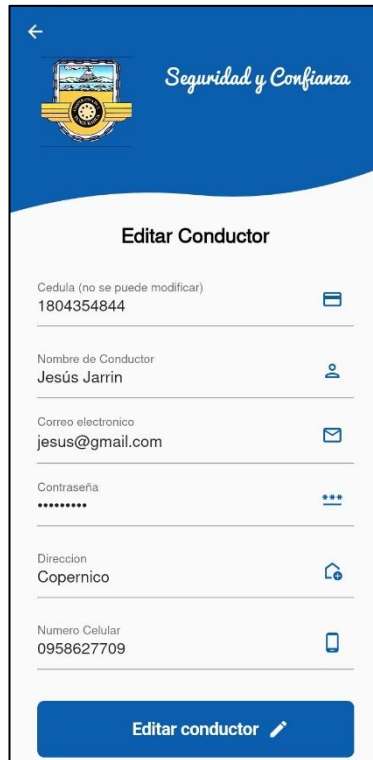 Seguridad y Confianza
Editar Conductor
Cedula (no se puede modificar)
1804354844
Nombre de Conductor
Jesús Jarrin
Correo electronico
jesus@gmail.com
Contraseña
•••••••••
Direccion
Copernico
Numero Celular
0958627709
Editar conductor